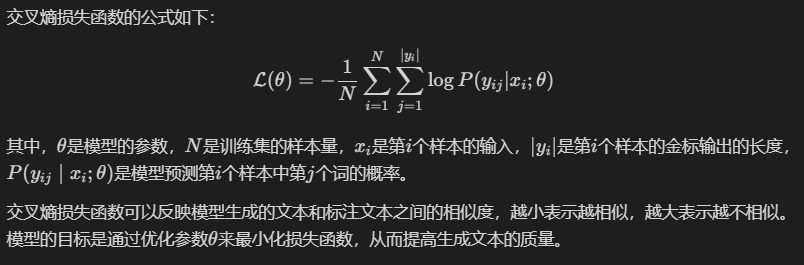 交叉熵损失函数的公式如下:
$$\mathcal{L}(\theta) = -\frac{1}{N}\sum_{i=1}^{N}\sum_{j=1}^{|y_i|}\log P(y_{ij}|x_i;\theta)$$
其中,θ是模型的参数,N是训练集的样本量,$x_i$是第i个样本的输入,$|y_i|$是第i个样本的金标输出的长度,
$P(y_{ij} \mid x_i;\theta)$是模型预测第i个样本中第j个词的概率。
交叉熵损失函数可以反映模型生成的文本和标注文本之间的相似度,越小表示越相似,越大表示越不相似。
模型的目标是通过优化参数θ来最小化损失函数,从而提高生成文本的质量。